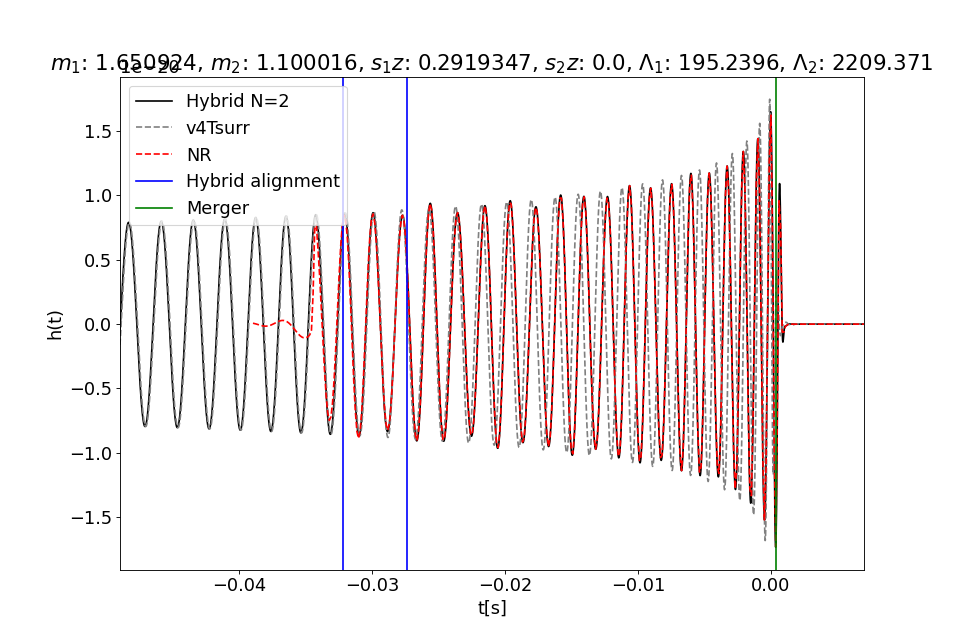 m₁: 1.650924, m₂: 1.100016, s₁z: 0.2919347, s₂z: 0.0, Λ₁: 195.2396, Λ₂: 2209.371
1e−20
Hybrid N=2
v4Tsurr
NR
Hybrid alignment
Merger
1.5
1.0
0.5
0.0
−0.5
−1.0
−1.5
h(t)
−0.04 −0.03 −0.02 −0.01 0.00
t[s]